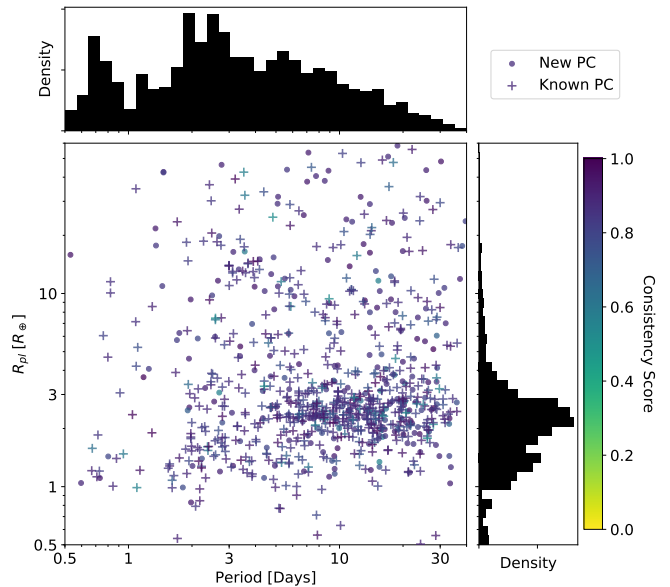 Density
New PC
Known PC
R_pl [R_⊕]
10
3
1
0.5
0.5
1
3
10
30
Period [Days]
Density
1.0
0.8
0.6
0.4
0.2
0.0
Consistency Score